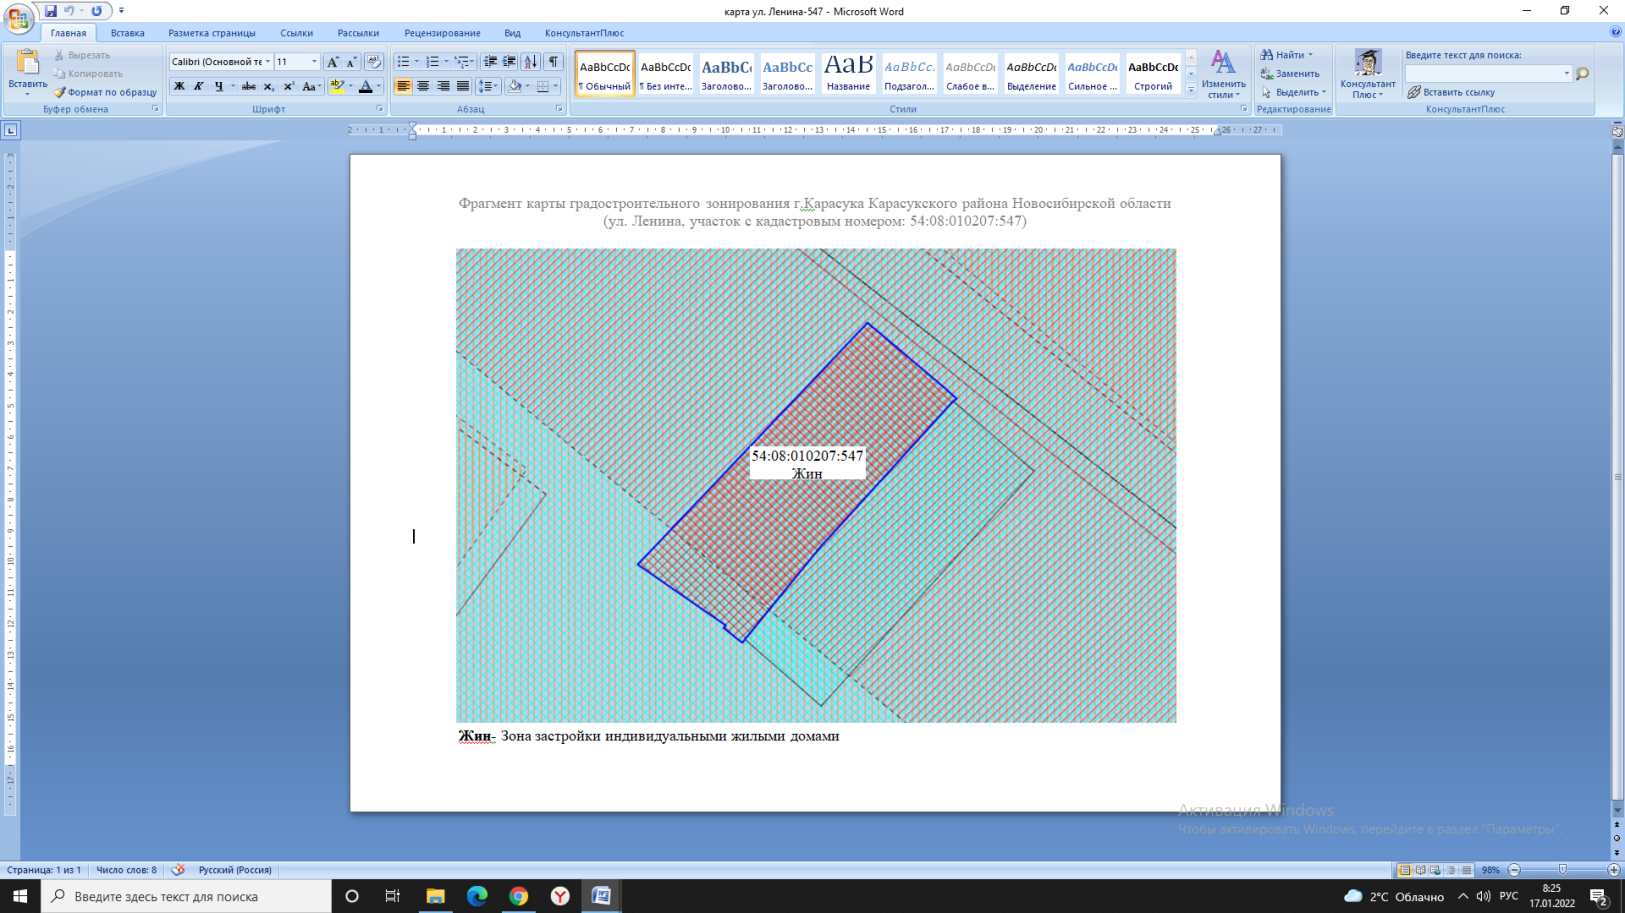 карта ул. Ленина-547 - Microsoft Word
Главная Вставка Разметка страницы Ссылки Рассылки Рецензирование Вид КонсультантПлюс
Вставить
Вырезать
Копировать
Формат по образцу
Буфер обмена
Calibri (Основной те 11
Ж К Ч abc x₂ x² Aa
Шрифт
Абзац
AaBbCcDc AaBbCcDc AaBbCc AaBbCc АаВ AaBbCc. AaBbCcDc AaBbCcDc AaBbCcDc AaBbCcDc
¶ Обычный ¶ Без инте... Заголово... Заголово... Название Подзагол... Слабое в... Выделение Сильное ... Строгий
Стили
Изменить стили
Найти
Заменить
Выделить
Редактирование
Консультант Плюс
Введите текст для поиска:
Вставить ссылку
КонсультантПлюс
Фрагмент карты градостроительного зонирования г.Карасука Карасукского района Новосибирской области
(ул. Ленина, участок с кадастровым номером: 54:08:010207:547)
54:08:010207:547
Жин
Жин- Зона застройки индивидуальными жилыми домами
Активация Windows
Чтобы активировать Windows, перейдите в раздел "Параметры".
Страница: 1 из 1 Число слов: 8 Русский (Россия) 98%
Введите здесь текст для поиска
2°C Облачно РУС 8:25
17.01.2022
2